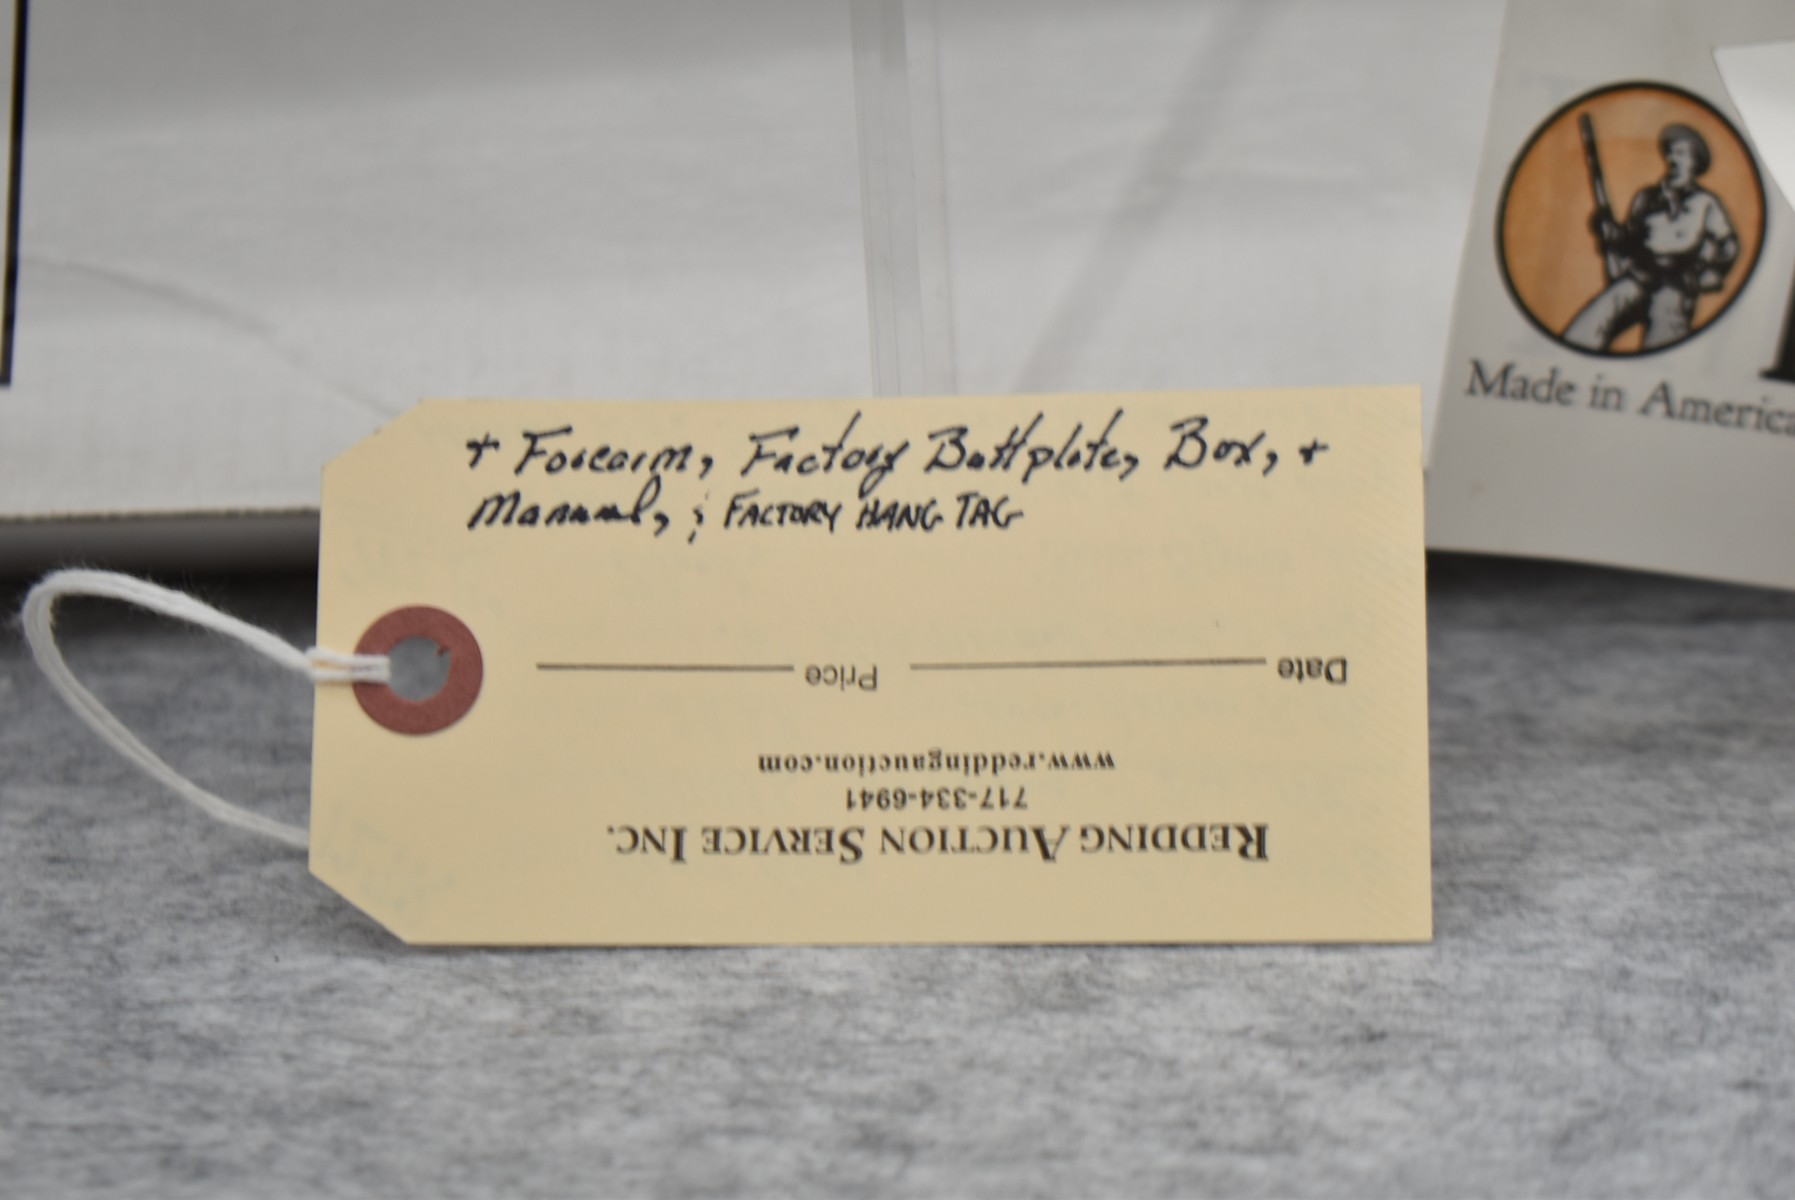 + Forearm, Factory Buttplate, Box, +
Manual, ; FACTORY HANG TAG
Date Price
www.reddingauction.com
717-334-6941
REDDING AUCTION SERVICE INC.
Made in America